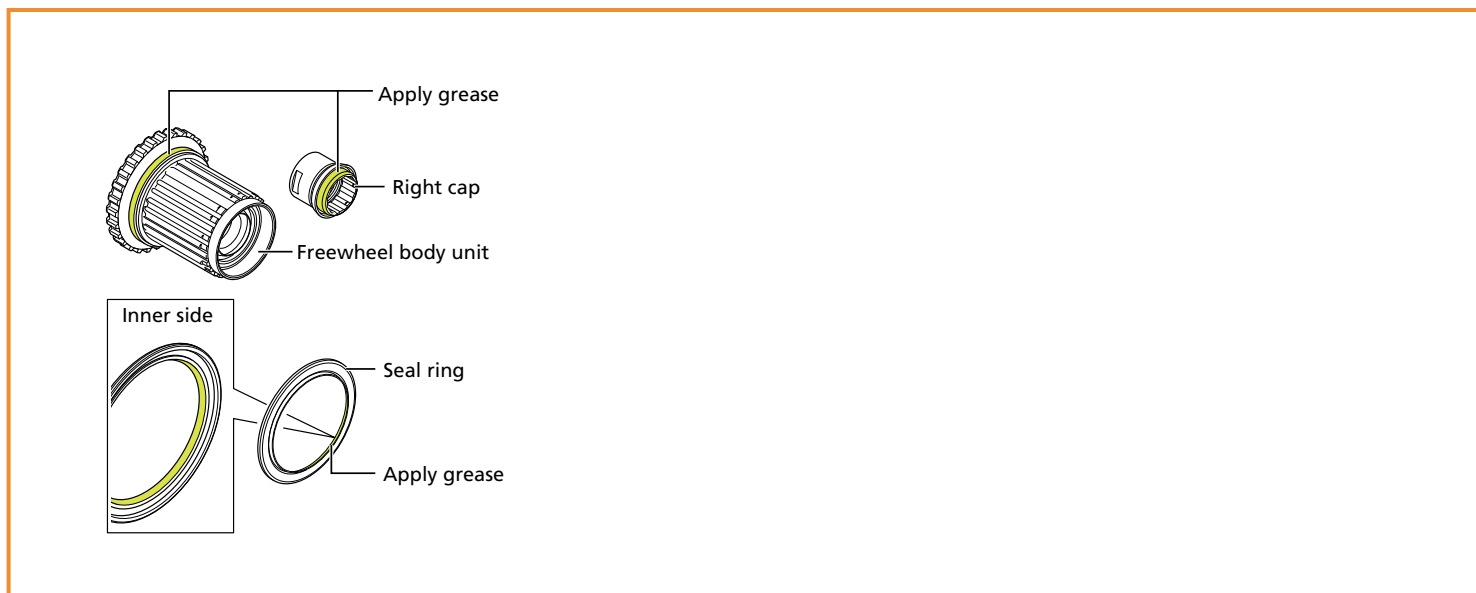 Apply grease
Right cap
Freewheel body unit
Inner side
Seal ring
Apply grease